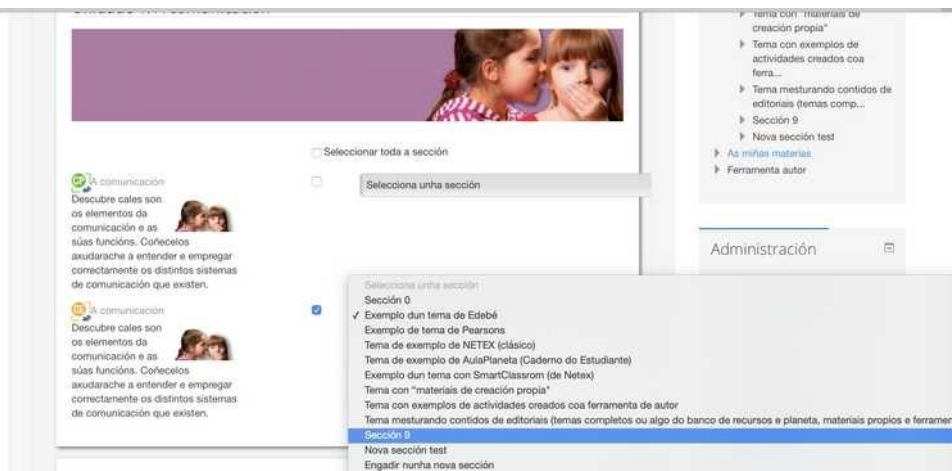 Tema con "materiais de
creación propia"
Tema con exemplos de
actividades creados coa
ferra...
Tema mesturando contidos de
editoriais (temas comp...
Sección 9
Nova sección test
As miñas materias
Ferramenta autor
Administración
Seleccionar toda a sección
A comunicación
Descubre cales son
os elementos da
comunicación e as
súas funcións. Coñecelos
axudarache a entender e empregar
correctamente os distintos sistemas
de comunicación que existen.
Selecciona unha sección
A comunicación
Descubre cales son
os elementos da
comunicación e as
súas funcións. Coñecelos
axudarache a entender e empregar
correctamente os distintos sistemas
de comunicación que existen.
Selecciona unha sección
Sección 0
✓ Exemplo dun tema de Edebé
Exemplo de tema de Pearsons
Tema de exemplo de NETEX (clásico)
Tema de exemplo de AulaPlaneta (Caderno do Estudiante)
Exemplo dun tema con SmartClassrom (de Netex)
Tema con "materiais de creación propia"
Tema con exemplos de actividades creados coa ferramenta de autor
Tema mesturando contidos de editoriais (temas completos ou algo do banco de recursos e planeta, materiais propios e ferramen
Sección 9
Nova sección test
Engadir nunha nova sección